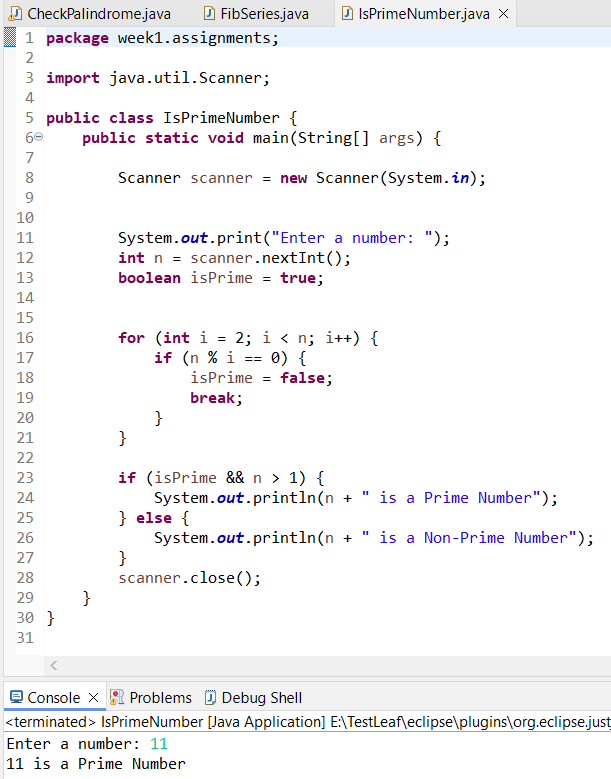 CheckPalindrome.java FibSeries.java IsPrimeNumber.java
1 package week1.assignments;
2
3 import java.util.Scanner;
4
5 public class IsPrimeNumber {
6 public static void main(String[] args) {
7
8 Scanner scanner = new Scanner(System.in);
9
10
11 System.out.print("Enter a number: ");
12 int n = scanner.nextInt();
13 boolean isPrime = true;
14
15
16 for (int i = 2; i < n; i++) {
17 if (n % i == 0) {
18 isPrime = false;
19 break;
20 }
21 }
22
23 if (isPrime && n > 1) {
24 System.out.println(n + " is a Prime Number");
25 } else {
26 System.out.println(n + " is a Non-Prime Number");
27 }
28 scanner.close();
29 }
30 }
31
Console Problems Debug Shell
<terminated> IsPrimeNumber [Java Application] E:\TestLeaf\eclipse\plugins\org.eclipse.just
Enter a number: 11
11 is a Prime Number